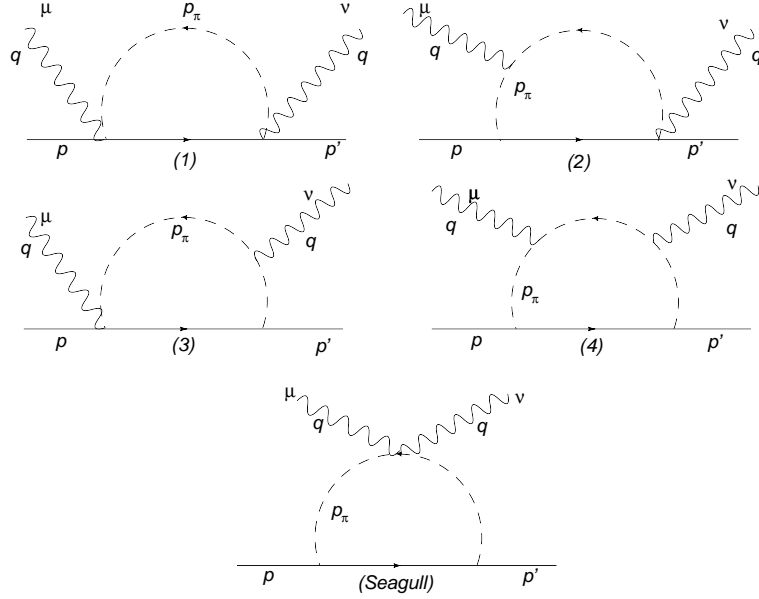 μ p_π ν
q q
p (1) p'
μ ν
q q
p_π
p (2) p'
μ ν
q p_π q
p (3) p'
μ ν
q q
p_π
p (4) p'
μ ν
q q
p_π
p (Seagull) p'